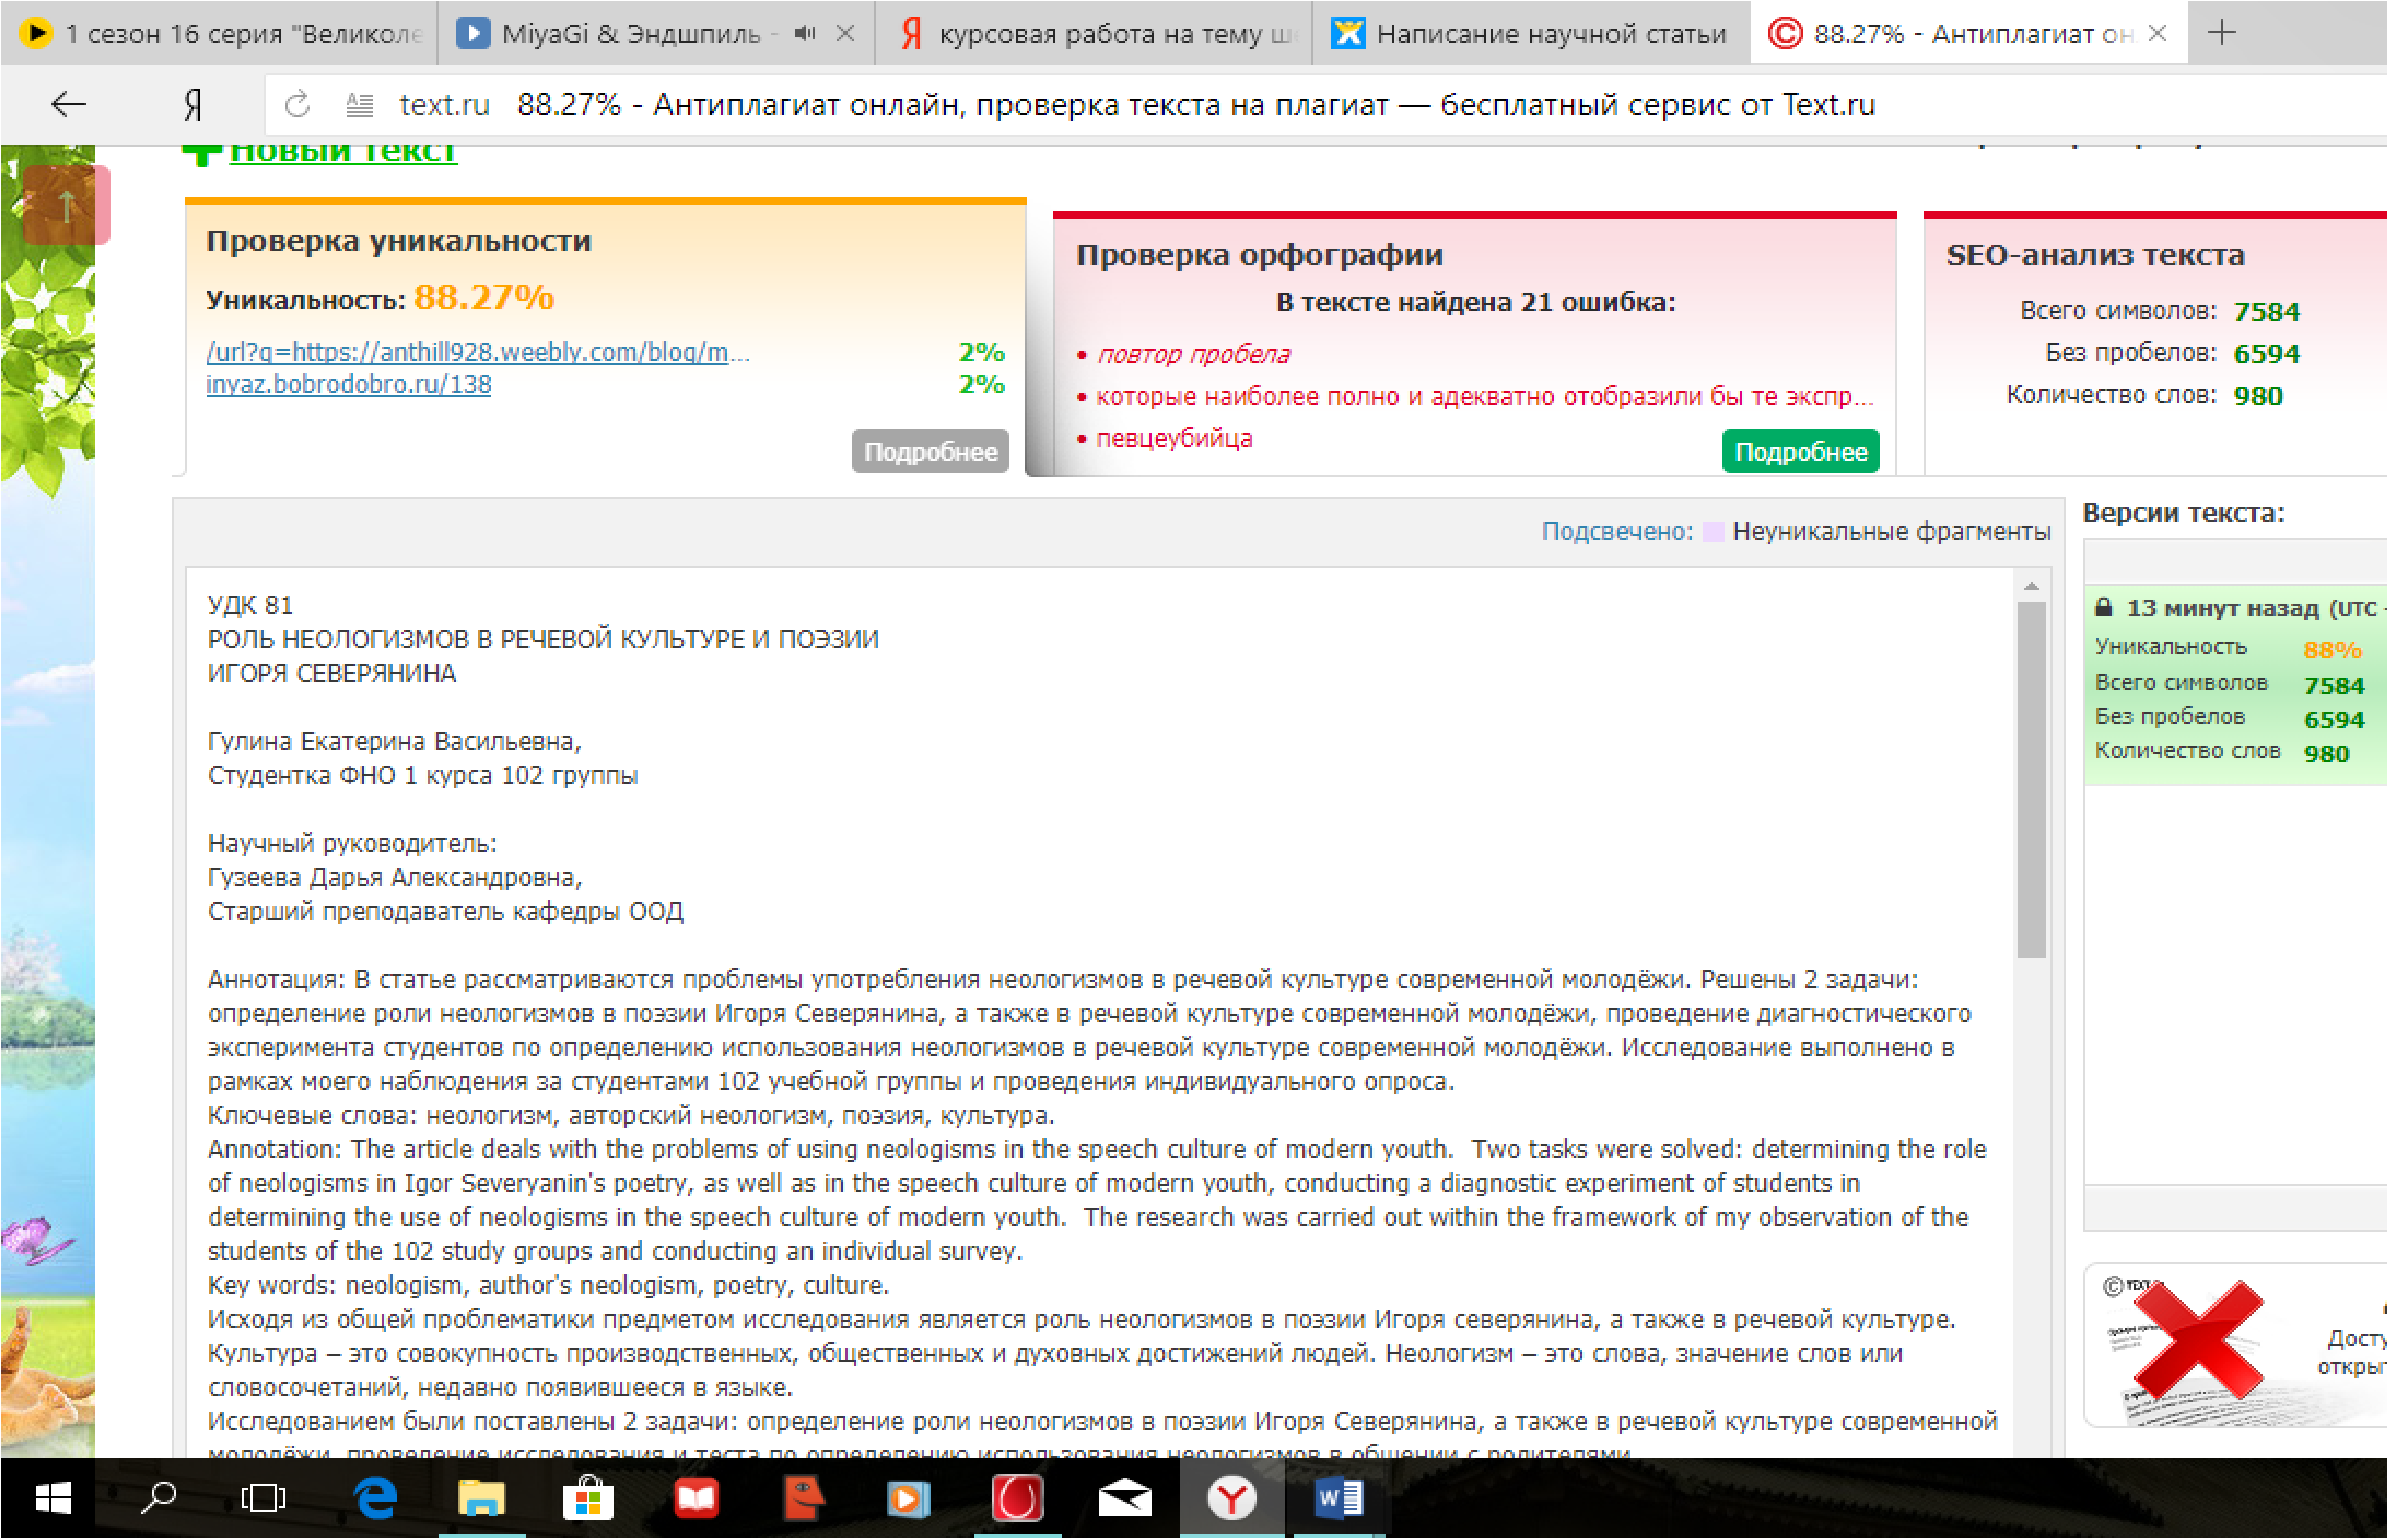 1 сезон 16 серия "Великоле
MiyaGi & Эндшпиль -
курсовая работа на тему ш
Написание научной статьи
88.27% - Антиплагиат он
text.ru 88.27% - Антиплагиат онлайн, проверка текста на плагиат — бесплатный сервис от Text.ru
Новый текст
Проверка уникальности
Уникальность: 88.27%
/url?q=https://anthill928.weebly.com/blog/m... 2%
inyaz.bobrodobro.ru/138 2%
Подробнее
Проверка орфографии
В тексте найдена 21 ошибка:
• повтор пробела
• которые наиболее полно и адекватно отобразили бы те экспр...
• певцеубийца
Подробнее
SEO-анализ текста
Всего символов: 7584
Без пробелов: 6594
Количество слов: 980
Подсвечено: Неуникальные фрагменты
УДК 81
РОЛЬ НЕОЛОГИЗМОВ В РЕЧЕВОЙ КУЛЬТУРЕ И ПОЭЗИИ
ИГОРЯ СЕВЕРЯНИНА
Гулина Екатерина Васильевна,
Студентка ФНО 1 курса 102 группы
Научный руководитель:
Гузеева Дарья Александровна,
Старший преподаватель кафедры ООД
Аннотация: В статье рассматриваются проблемы употребления неологизмов в речевой культуре современной молодёжи. Решены 2 задачи:
определение роли неологизмов в поэзии Игоря Северянина, а также в речевой культуре современной молодёжи, проведение диагностического
эксперимента студентов по определению использования неологизмов в речевой культуре современной молодёжи. Исследование выполнено в
рамках моего наблюдения за студентами 102 учебной группы и проведения индивидуального опроса.
Ключевые слова: неологизм, авторский неологизм, поэзия, культура.
Annotation: The article deals with the problems of using neologisms in the speech culture of modern youth.  Two tasks were solved: determining the role
of neologisms in Igor Severyanin's poetry, as well as in the speech culture of modern youth, conducting a diagnostic experiment of students in
determining the use of neologisms in the speech culture of modern youth.  The research was carried out within the framework of my observation of the
students of the 102 study groups and conducting an individual survey.
Key words: neologism, author's neologism, poetry, culture.
Исходя из общей проблематики предметом исследования является роль неологизмов в поэзии Игоря северянина, а также в речевой культуре.
Культура – это совокупность производственных, общественных и духовных достижений людей. Неологизм – это слова, значение слов или
словосочетаний, недавно появившееся в языке.
Исследованием были поставлены 2 задачи: определение роли неологизмов в поэзии Игоря Северянина, а также в речевой культуре современной
молодёжи, проведение исследования и теста по определению использования неологизмов в общении с родителями.
Версии текста:
13 минут назад (UTC
Уникальность 88%
Всего символов 7584
Без пробелов 6594
Количество слов 980
Досту
откры